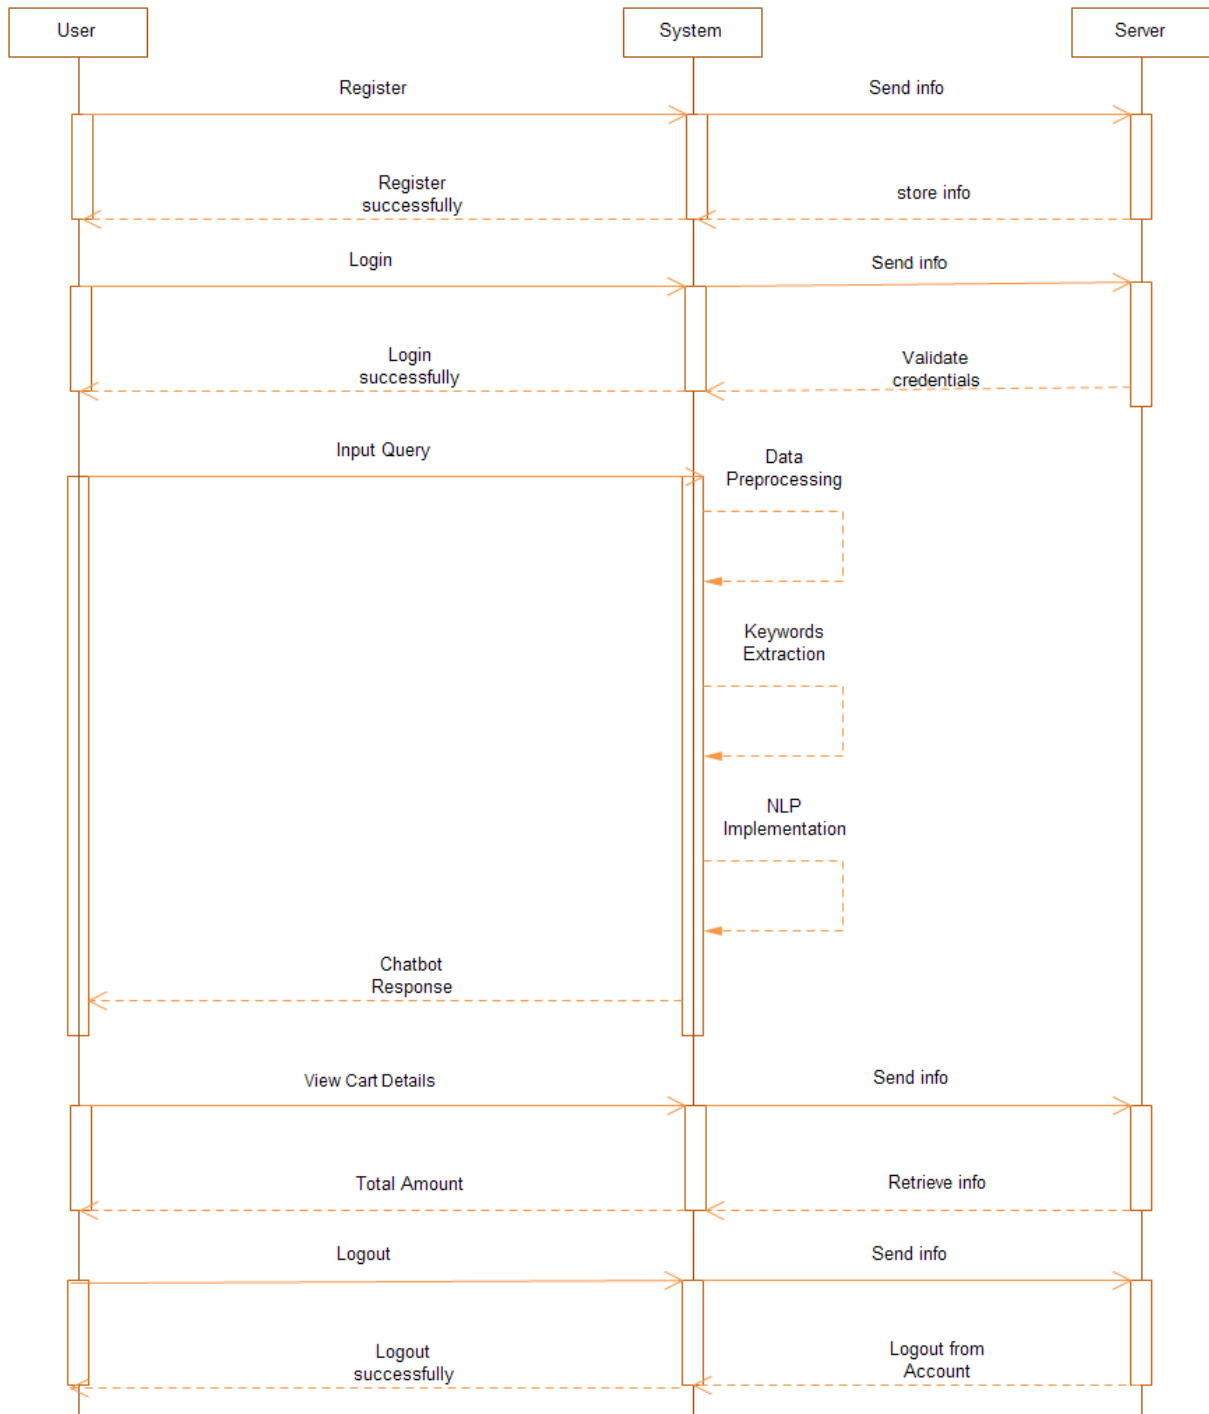 User
System
Server
Register
Send info
Register
successfully
store info
Login
Send info
Login
successfully
Validate
credentials
Input Query
Data
Preprocessing
Keywords
Extraction
NLP
Implementation
Chatbot
Response
View Cart Details
Send info
Total Amount
Retrieve info
Logout
Send info
Logout
successfully
Logout from
Account